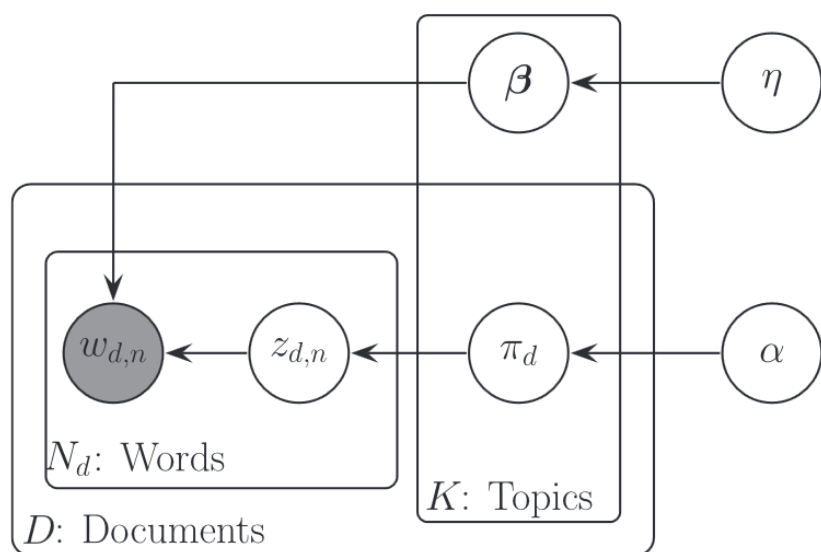 β
η
w_{d,n}
z_{d,n}
π_d
α
N_d: Words
K: Topics
D: Documents